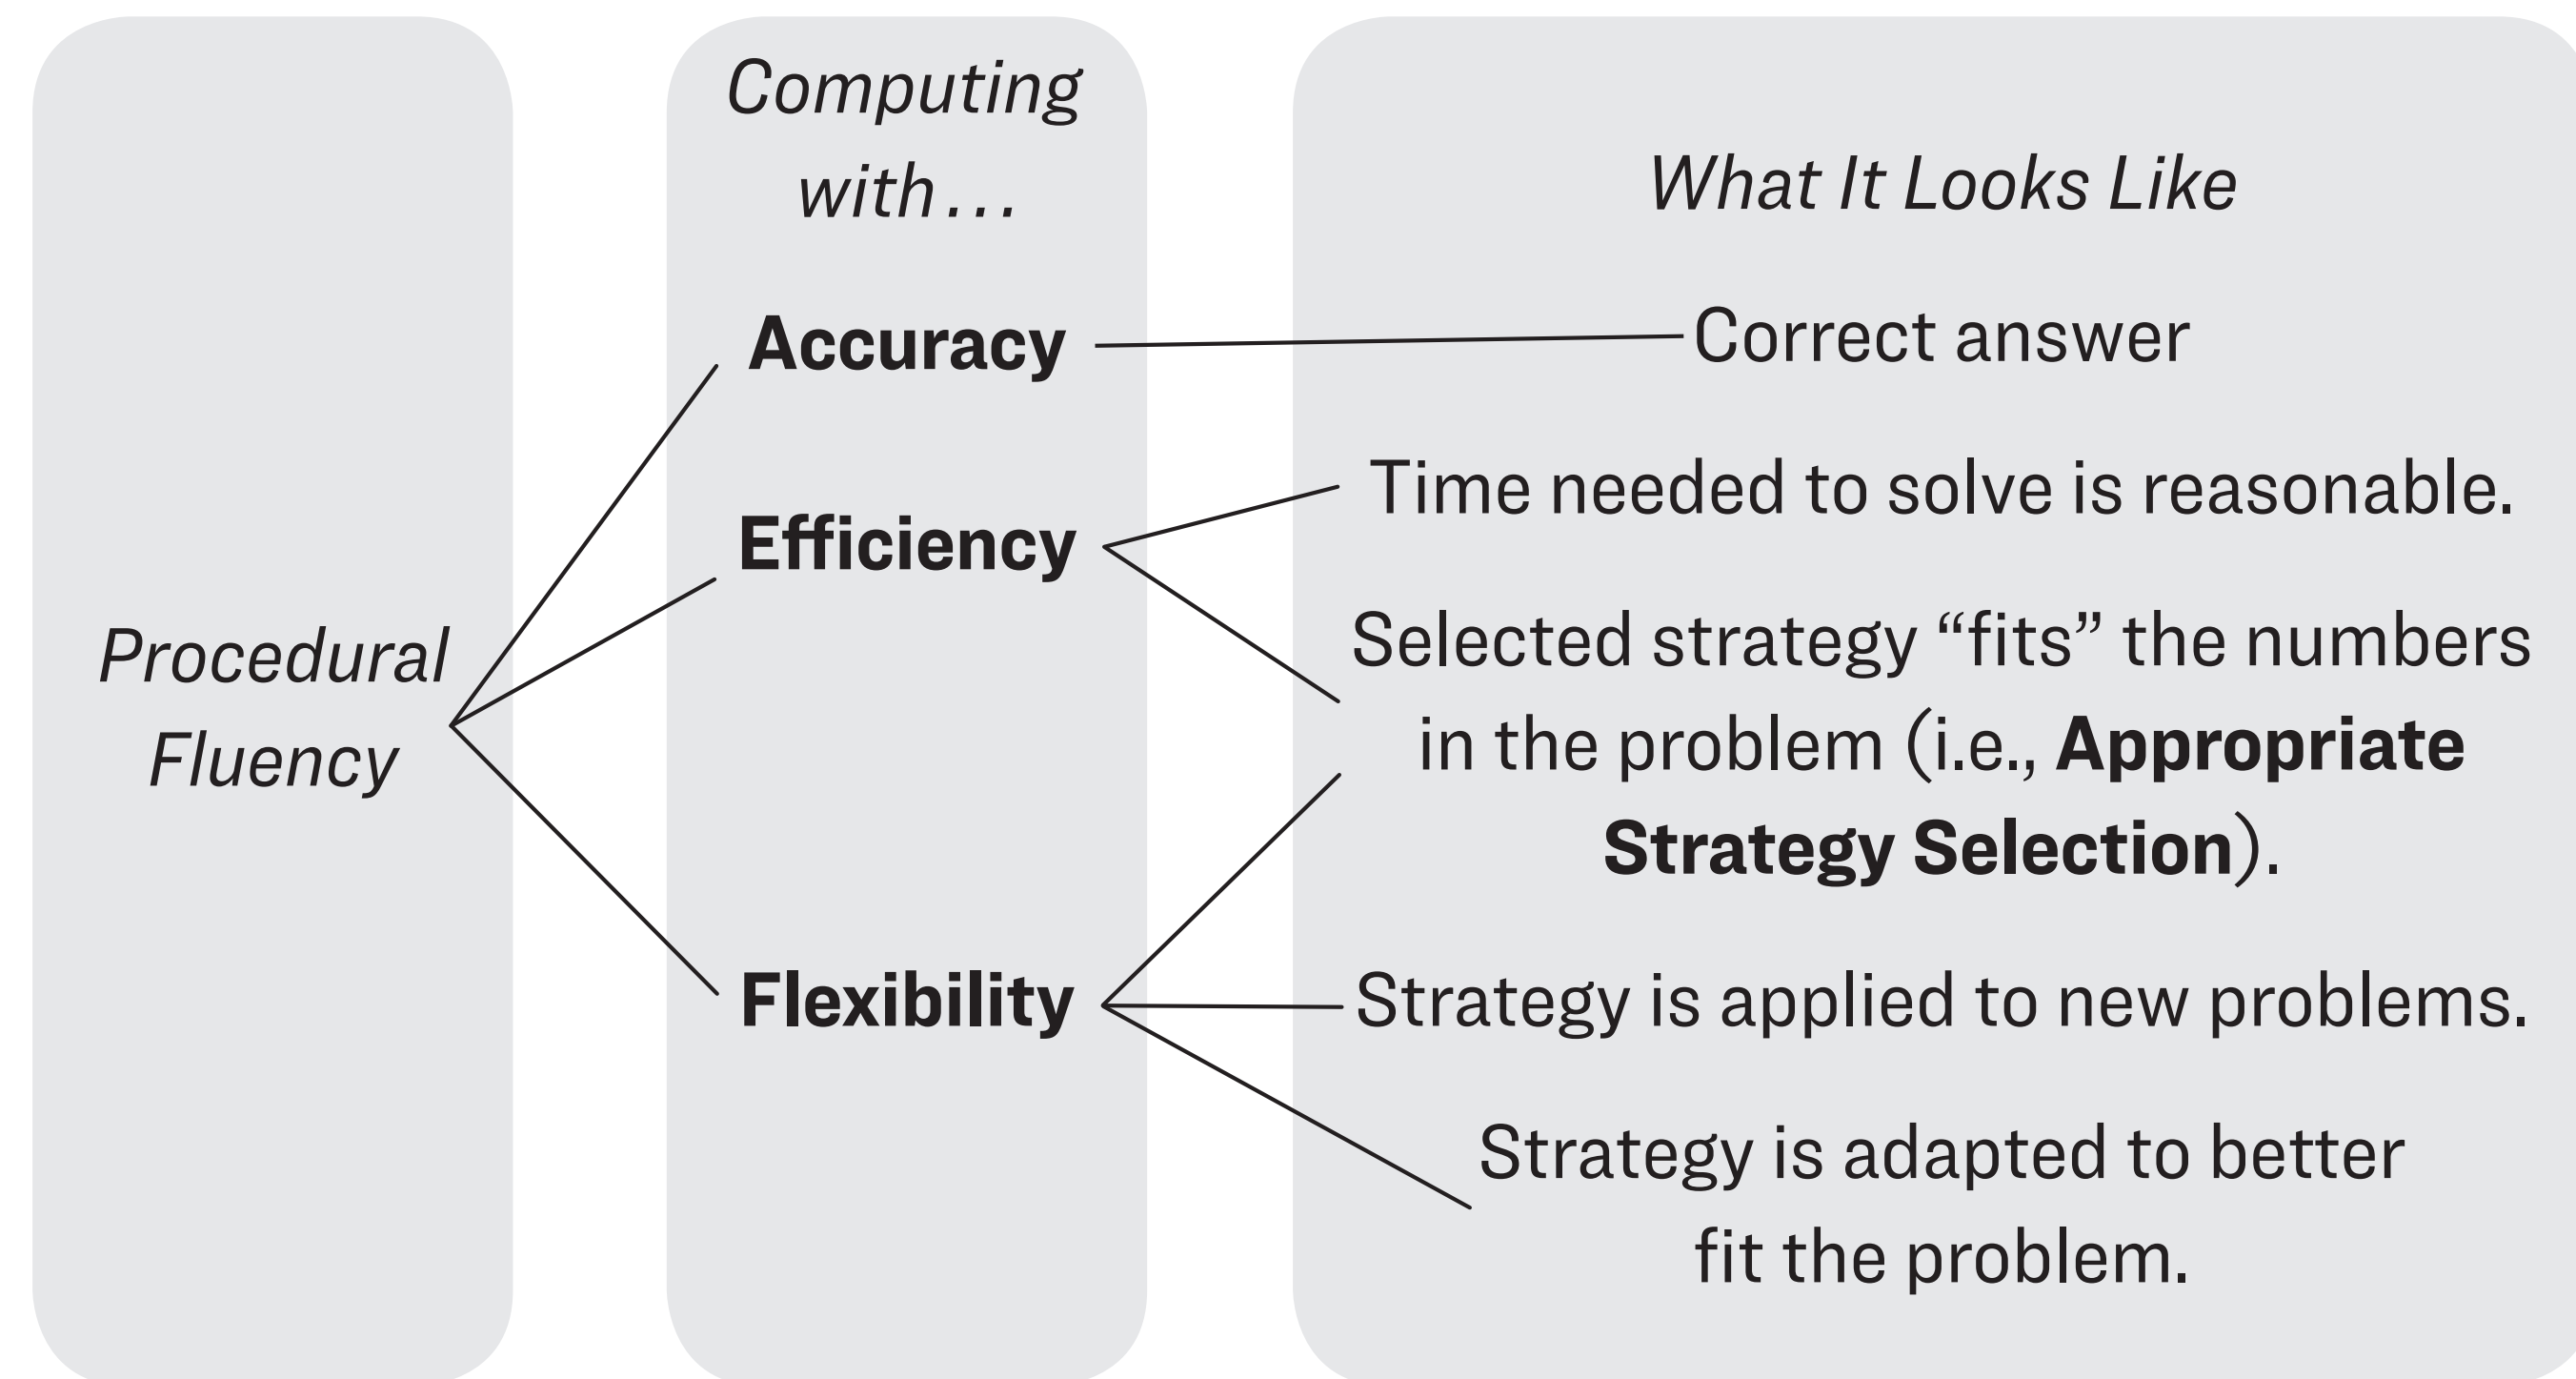 Procedural
Fluency
Computing
with…
Accuracy
Efficiency
Flexibility
What It Looks Like
Correct answer
Time needed to solve is reasonable.
Selected strategy “fits” the numbers
in the problem (i.e., Appropriate
Strategy Selection).
Strategy is applied to new problems.
Strategy is adapted to better
fit the problem.